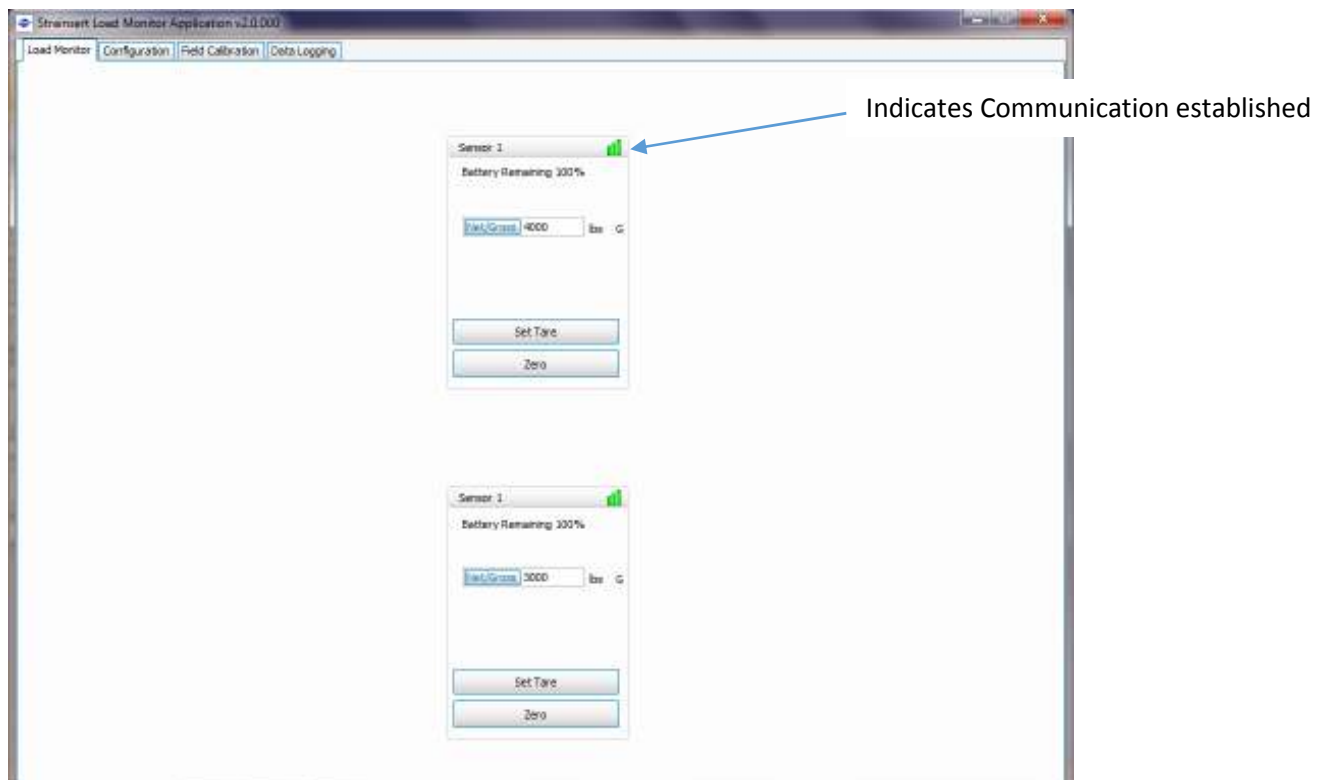 Strainsert Load Monitor Application v2.0.000
Load Monitor Configuration Field Calibration Data Logging
Indicates Communication established
Sensor 1
Battery Remaining 100%
Net/Gross 4000 lbs G
Set Tare
Zero
Sensor 1
Battery Remaining 100%
Net/Gross 3000 lbs G
Set Tare
Zero